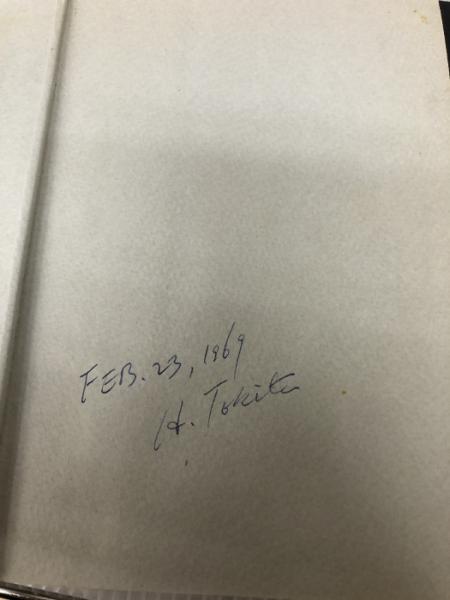 FEB. 23, 1969
H. Tokita